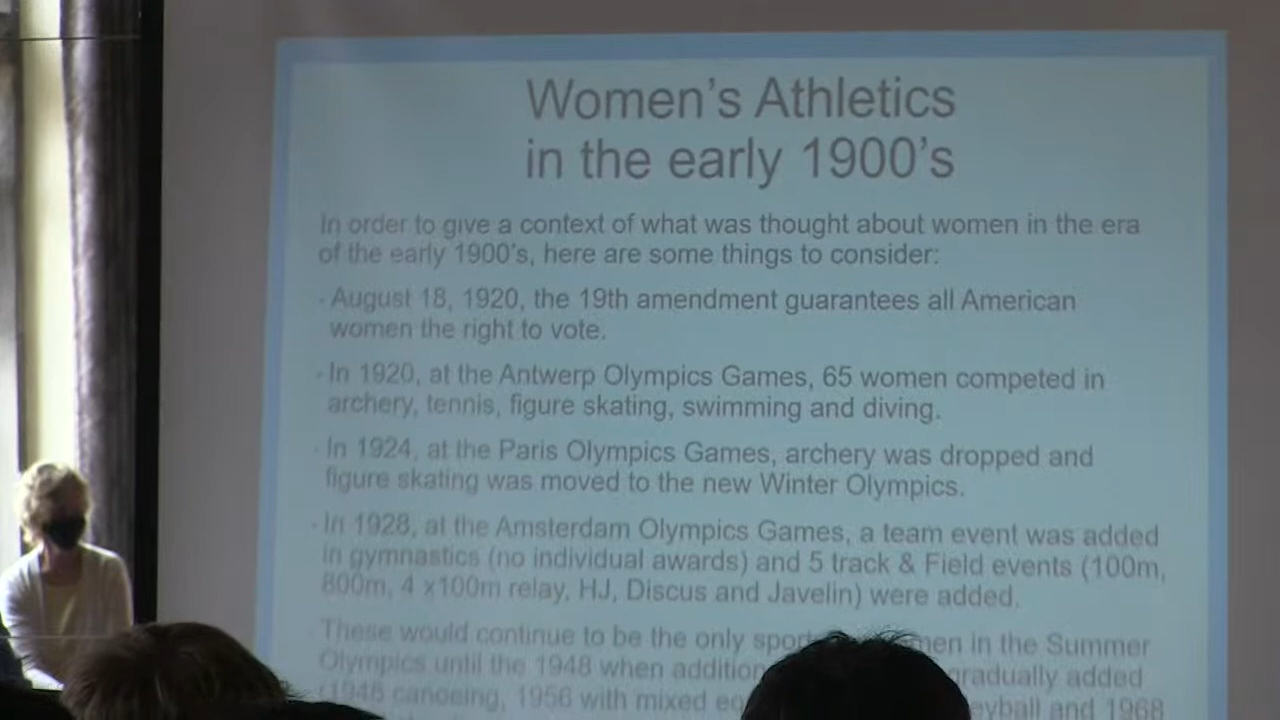 Women's Athletics
in the early 1900's
In order to give a context of what was thought about women in the era
of the early 1900's, here are some things to consider:
- August 18, 1920, the 19th amendment guarantees all American
women the right to vote.
- In 1920, at the Antwerp Olympics Games, 65 women competed in
archery, tennis, figure skating, swimming and diving.
- In 1924, at the Paris Olympics Games, archery was dropped and
figure skating was moved to the new Winter Olympics.
- In 1928, at the Amsterdam Olympics Games, a team event was added
in gymnastics (no individual awards) and 5 track & Field events (100m,
800m, 4 x100m relay, HJ, Discus and Javelin) were added.
These would continue to be the only in the Summer
Olympics until the 1948 when gradually added
(1948 canoeing, 1956 with mixed and 1968